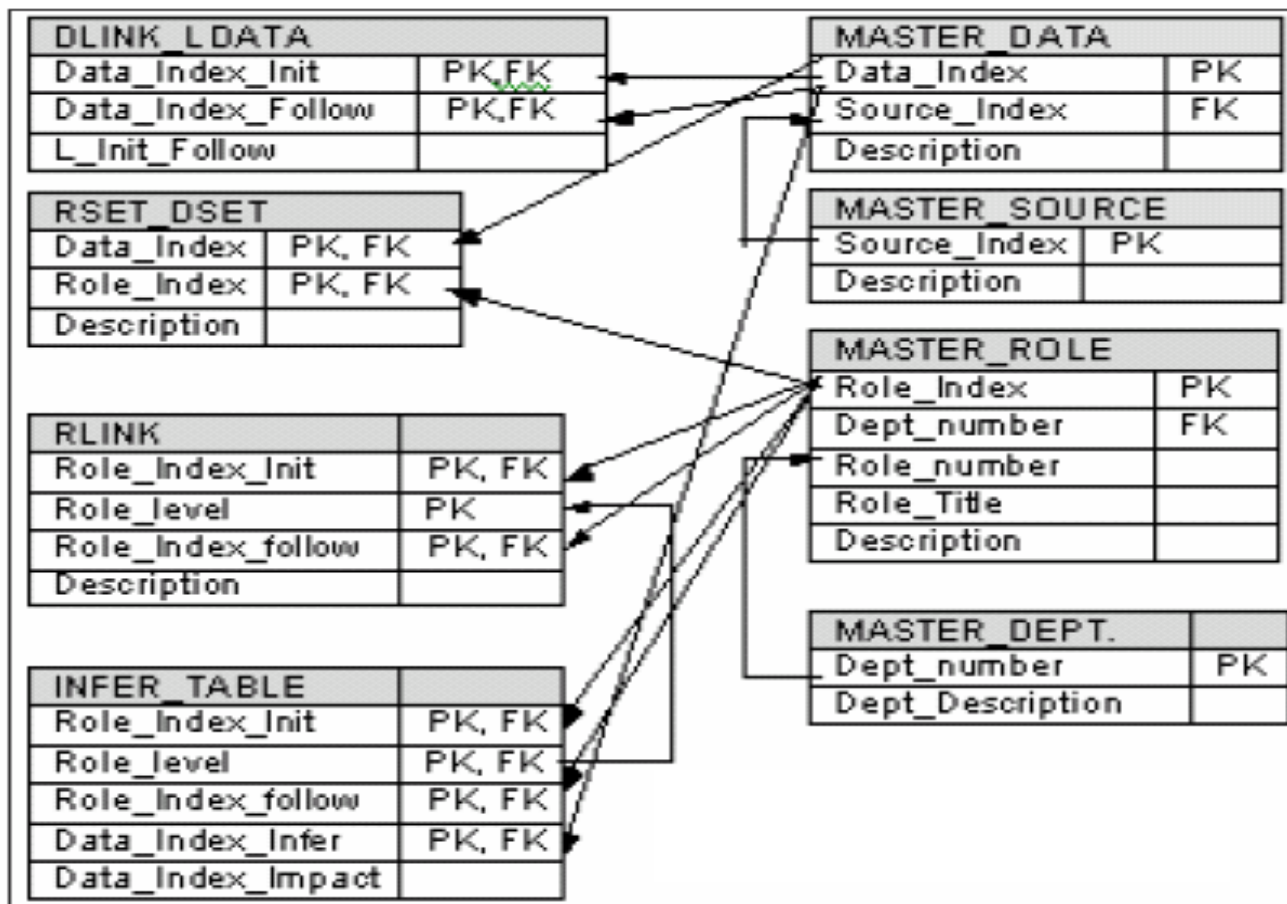 DLINK_LDATA
Data_Index_Init PK,FK
Data_Index_Follow PK,FK
L_Init_Follow
RSET_DSET
Data_Index PK, FK
Role_Index PK, FK
Description
RLINK
Role_Index_Init PK, FK
Role_level PK
Role_Index_follow PK, FK
Description
INFER_TABLE
Role_Index_Init PK, FK
Role_level PK, FK
Role_Index_follow PK, FK
Data_Index_Infer PK, FK
Data_Index_Impact
MASTER_DATA
Data_Index PK
Source_Index FK
Description
MASTER_SOURCE
Source_Index PK
Description
MASTER_ROLE
Role_Index PK
Dept_number FK
Role_number
Role_Title
Description
MASTER_DEPT.
Dept_number PK
Dept_Description